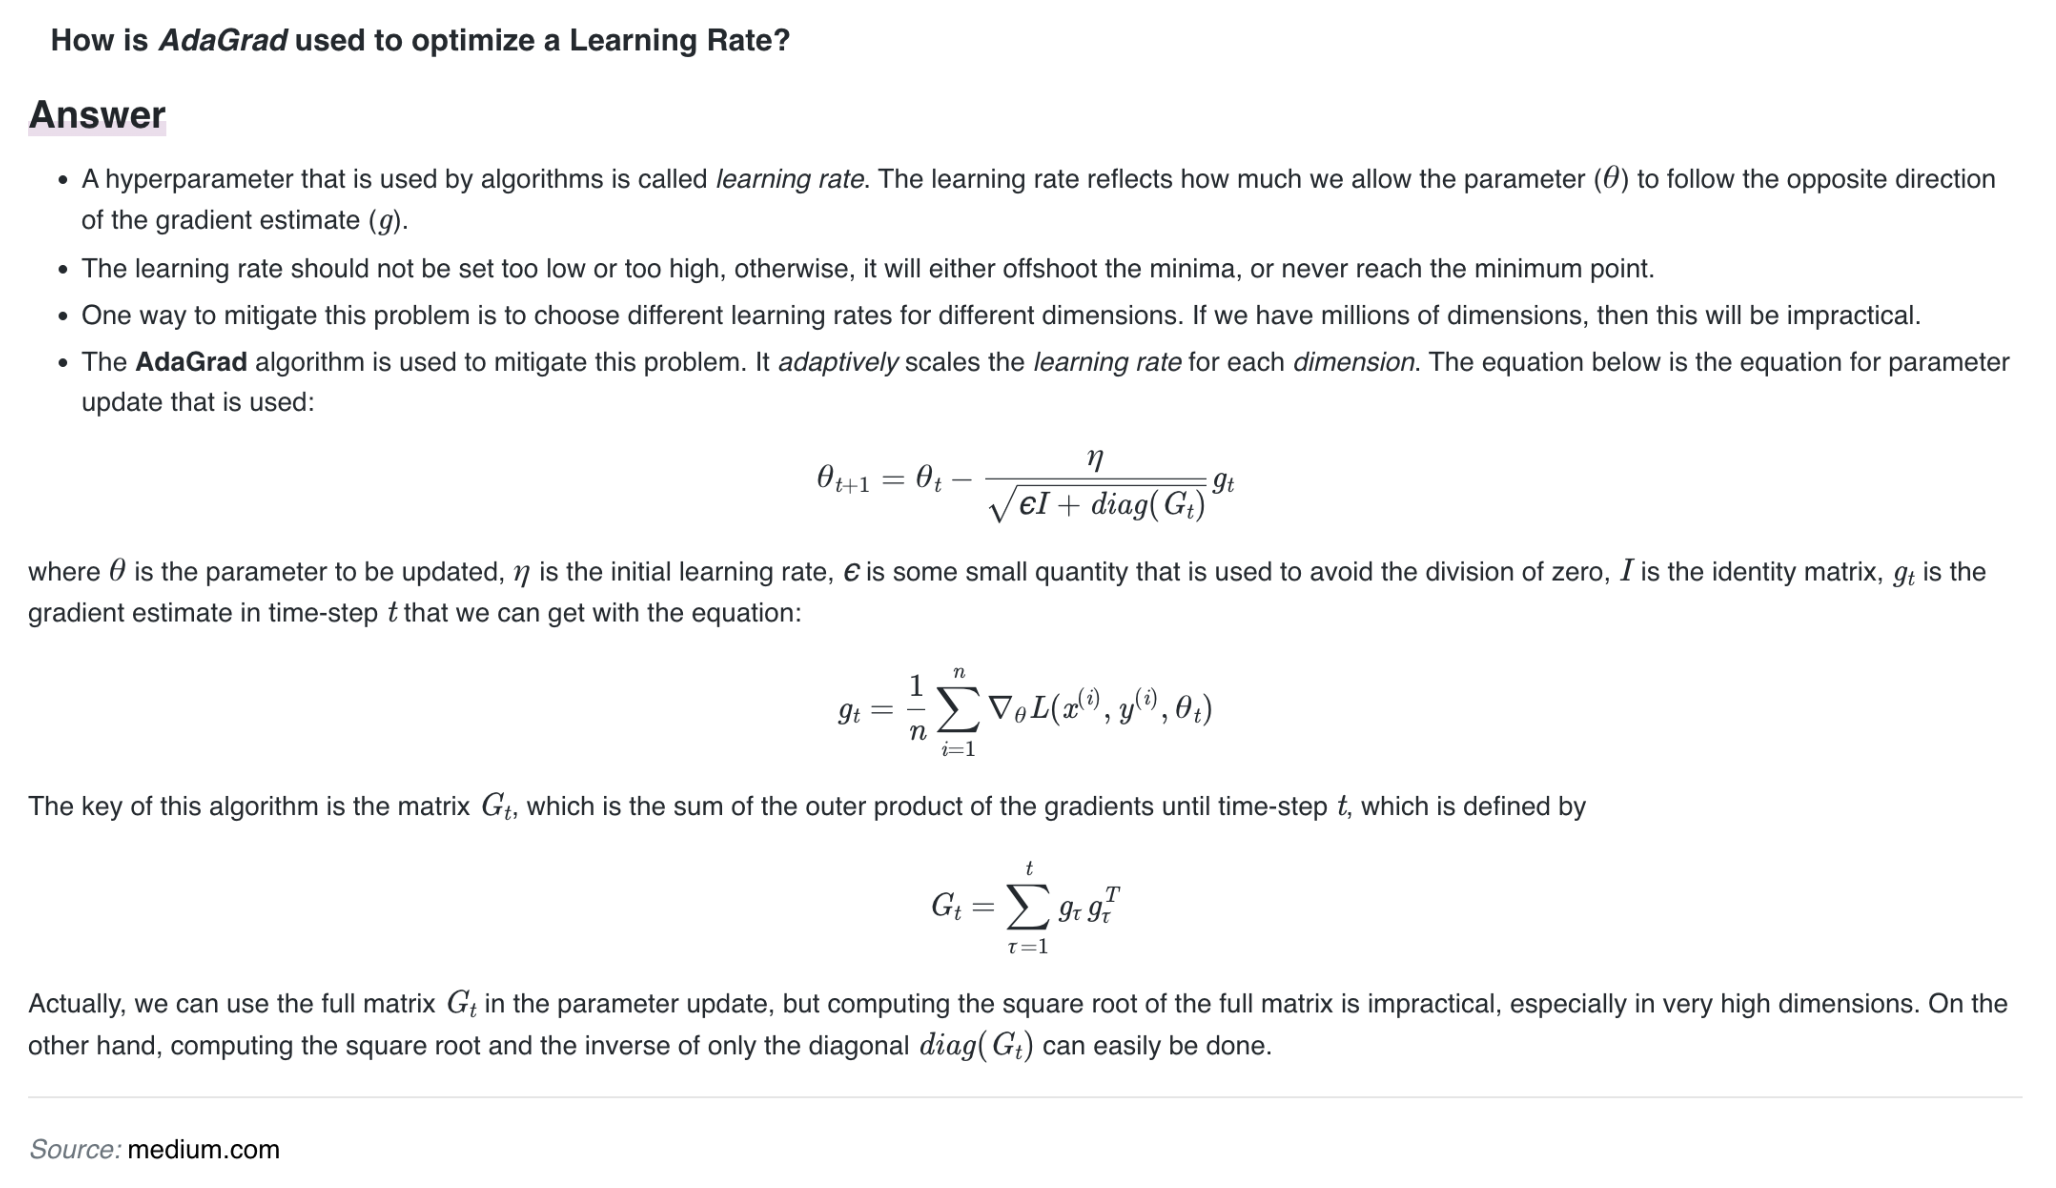 How is AdaGrad used to optimize a Learning Rate?
Answer
• A hyperparameter that is used by algorithms is called learning rate. The learning rate reflects how much we allow the parameter (θ) to follow the opposite direction
of the gradient estimate (g).
• The learning rate should not be set too low or too high, otherwise, it will either offshoot the minima, or never reach the minimum point.
• One way to mitigate this problem is to choose different learning rates for different dimensions. If we have millions of dimensions, then this will be impractical.
• The AdaGrad algorithm is used to mitigate this problem. It adaptively scales the learning rate for each dimension. The equation below is the equation for parameter
update that is used:
$\theta_{t+1} = \theta_t - \frac{\eta}{\sqrt{\epsilon I + diag(G_t)}} g_t$
where θ is the parameter to be updated, η is the initial learning rate, ϵ is some small quantity that is used to avoid the division of zero, I is the identity matrix, $g_t$ is the
gradient estimate in time-step t that we can get with the equation:
$g_t = \frac{1}{n} \sum_{i=1}^{n} \nabla_\theta L(x^{(i)}, y^{(i)}, \theta_t)$
The key of this algorithm is the matrix $G_t$, which is the sum of the outer product of the gradients until time-step t, which is defined by
$G_t = \sum_{\tau=1}^{t} g_\tau g_\tau^T$
Actually, we can use the full matrix $G_t$ in the parameter update, but computing the square root of the full matrix is impractical, especially in very high dimensions. On the
other hand, computing the square root and the inverse of only the diagonal $diag(G_t)$ can easily be done.
Source: medium.com